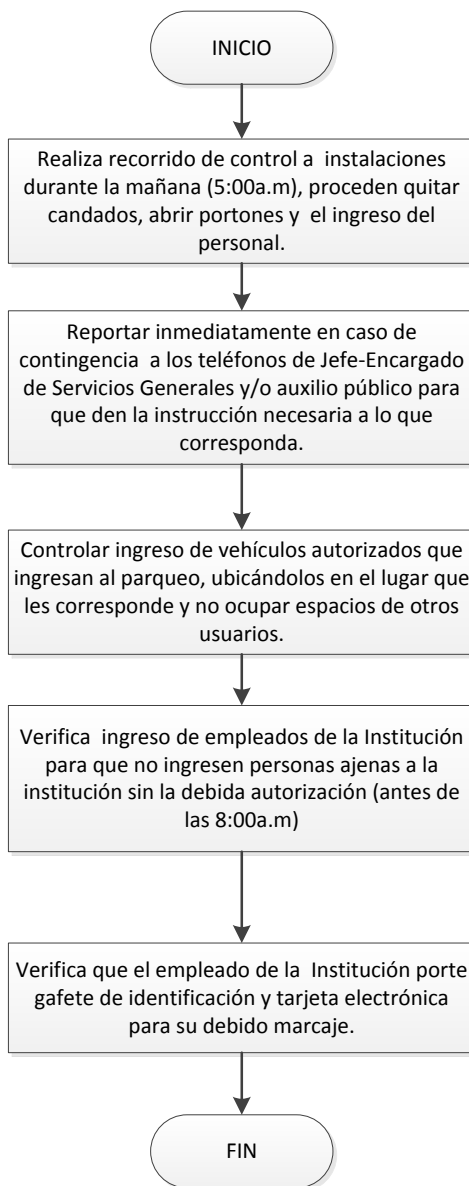 INICIO
Realiza recorrido de control a instalaciones
durante la mañana (5:00a.m), proceden quitar
candados, abrir portones y el ingreso del
personal.
Reportar inmediatamente en caso de
contingencia a los teléfonos de Jefe-Encargado
de Servicios Generales y/o auxilio público para
que den la instrucción necesaria a lo que
corresponda.
Controlar ingreso de vehículos autorizados que
ingresan al parqueo, ubicándolos en el lugar que
les corresponde y no ocupar espacios de otros
usuarios.
Verifica ingreso de empleados de la Institución
para que no ingresen personas ajenas a la
institución sin la debida autorización (antes de
las 8:00a.m)
Verifica que el empleado de la Institución porte
gafete de identificación y tarjeta electrónica
para su debido marcaje.
FIN